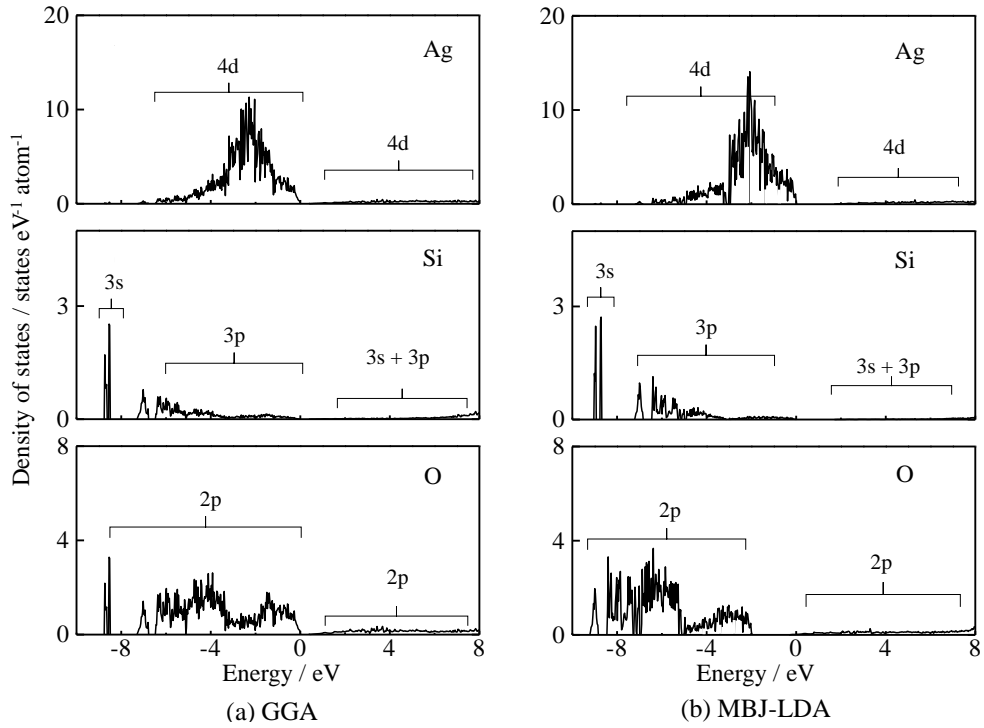 Density of states / states eV⁻¹ atom⁻¹
20
10
0
Ag
4d
4d
3
0
Si
3s
3p
3s + 3p
8
4
0
O
2p
2p
-8
-4
0
4
8
Energy / eV
(a) GGA
20
10
0
Ag
4d
4d
3
0
Si
3s
3p
3s + 3p
8
4
0
O
2p
2p
-8
-4
0
4
8
Energy / eV
(b) MBJ-LDA